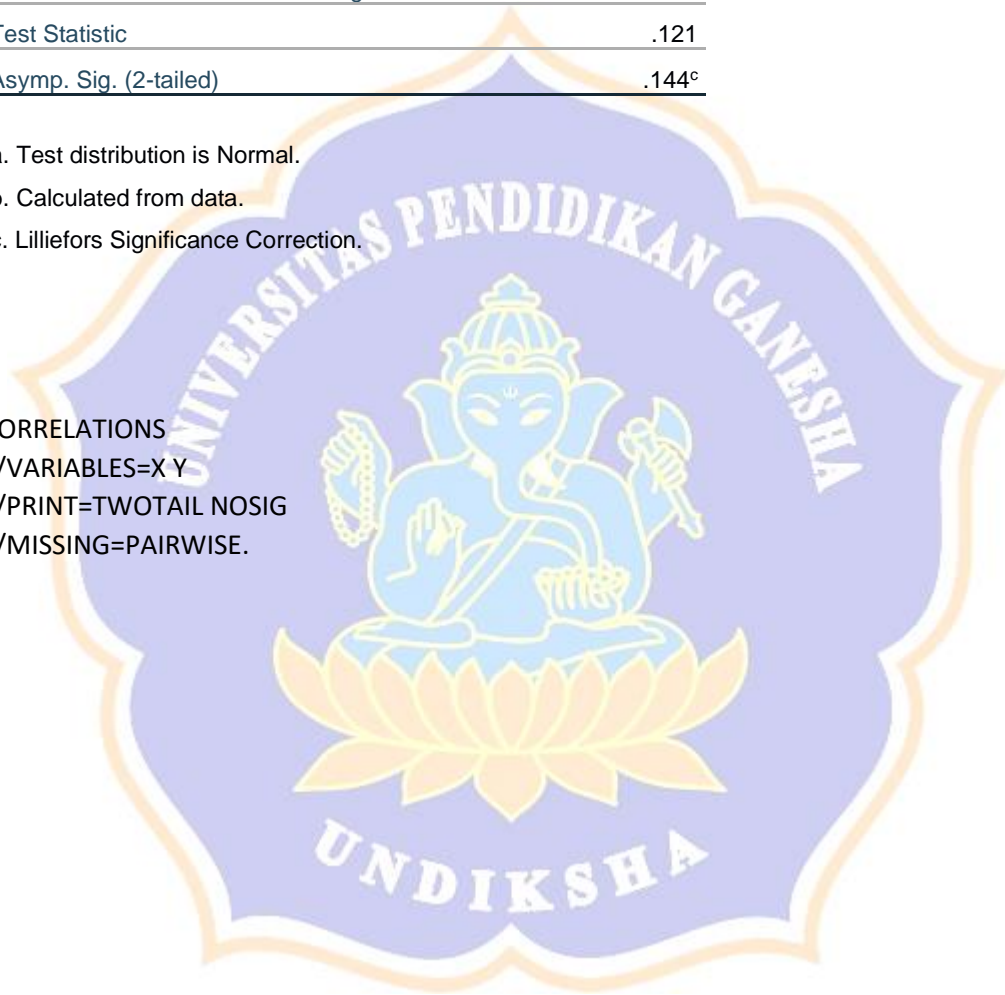 Test Statistic .121
Asymp. Sig. (2-tailed) .144ᶜ
a. Test distribution is Normal.
b. Calculated from data.
c. Lilliefors Significance Correction.
UNIVERSITAS PENDIDIKAN GANESHA
ORRELATIONS
/VARIABLES=X Y
/PRINT=TWOTAIL NOSIG
/MISSING=PAIRWISE.
UNDIKSHA